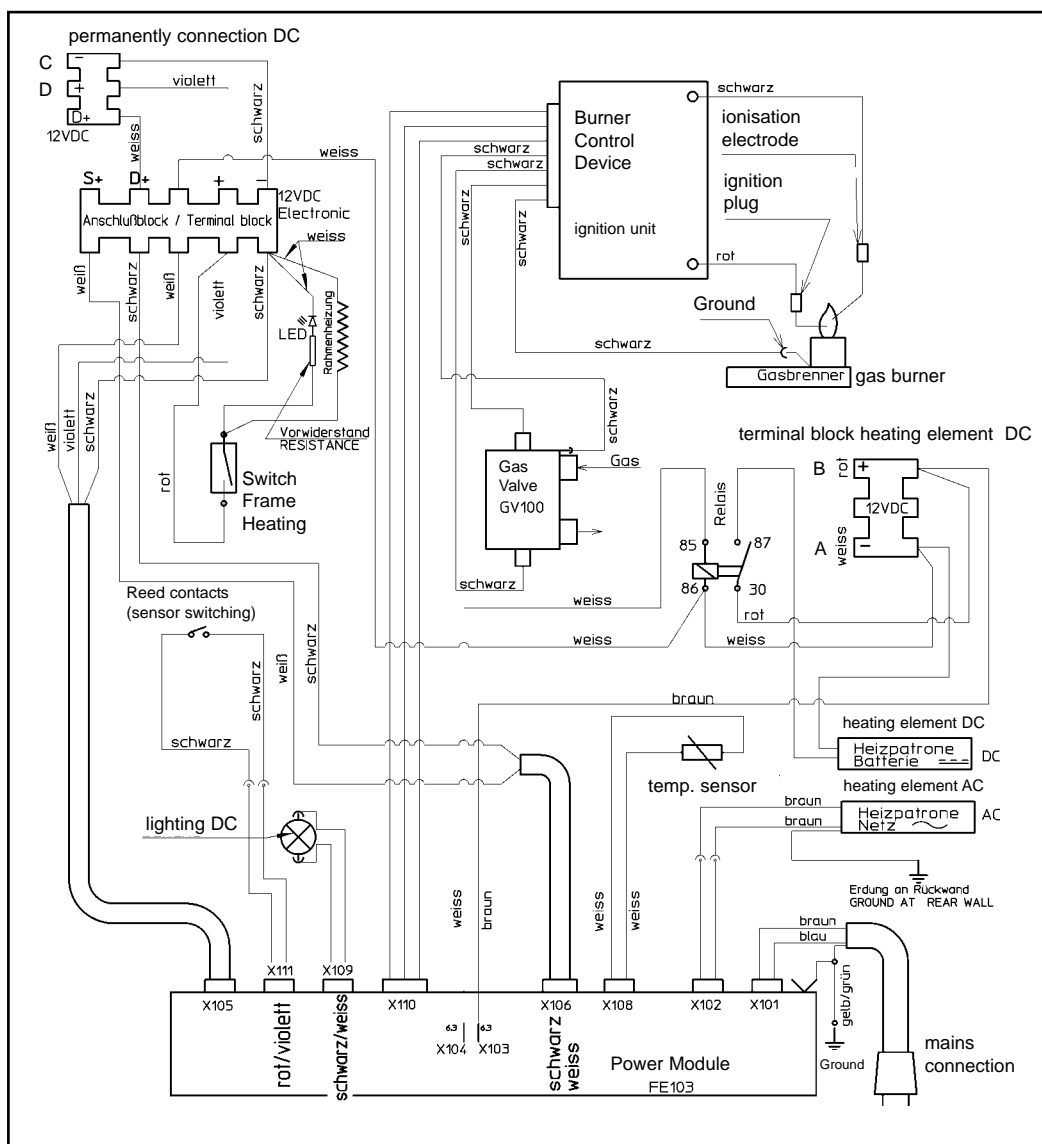 permanently connection DC
C
−
D
+
violett
D+
12VDC
weiss
schwarz
weiss
S+
D+
+
−
12VDC
Electronic
Anschlußblock / Terminal block
weiss
weiß
schwarz
weiß
violett
schwarz
LED
Rahmenheizung
Vorwiderstand
RESISTANCE
weiß
violett
schwarz
rot
Switch
Frame
Heating
Burner
Control
Device
ignition unit
schwarz
schwarz
schwarz
schwarz
schwarz
schwarz
ionisation
electrode
ignition
plug
rot
Ground
schwarz
Gasbrenner
gas burner
schwarz
Gas
Valve
GV100
Gas
schwarz
terminal block heating element DC
B
rot
+
12VDC
A
weiss
−
Relais
85
87
86
30
weiss
rot
weiss
weiss
Reed contacts
(sensor switching)
schwarz
weiß
schwarz
schwarz
braun
heating element DC
Heizpatrone
Batterie
DC
temp. sensor
heating element AC
braun
braun
Heizpatrone
Netz
AC
lighting DC
Erdung an Rückwand
GROUND AT REAR WALL
weiss
braun
weiss
weiss
braun
blau
gelb/grün
Ground
mains
connection
X105
X111
X109
X110
X106
X108
X102
X101
rot/violett
schwarz/weiss
6.3
6.3
X104
X103
schwarz
weiss
Power Module
FE103